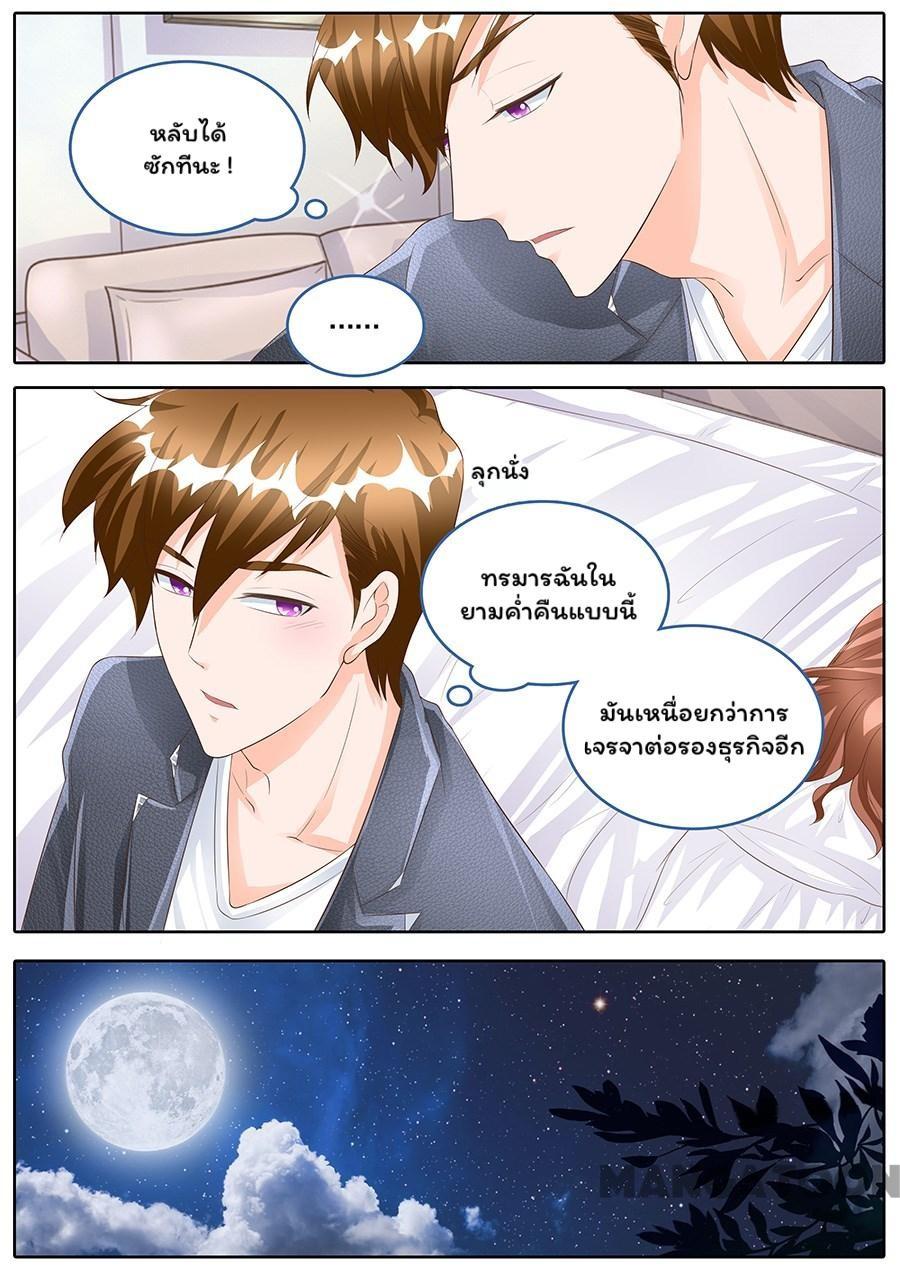 หลับได้
ซักทีนะ !
......
ลุกนั่ง
ทรมารฉันใน
ยามค่ำคืนแบบนี้
มันเหนื่อยกว่าการ
เจรจาต่อรองธุรกิจอีก